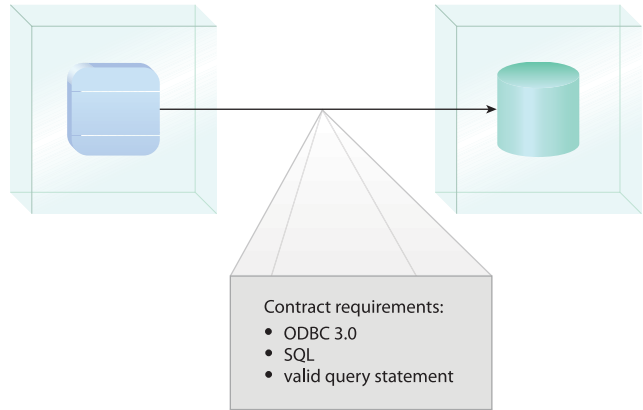 Contract requirements:
• ODBC 3.0
• SQL
• valid query statement